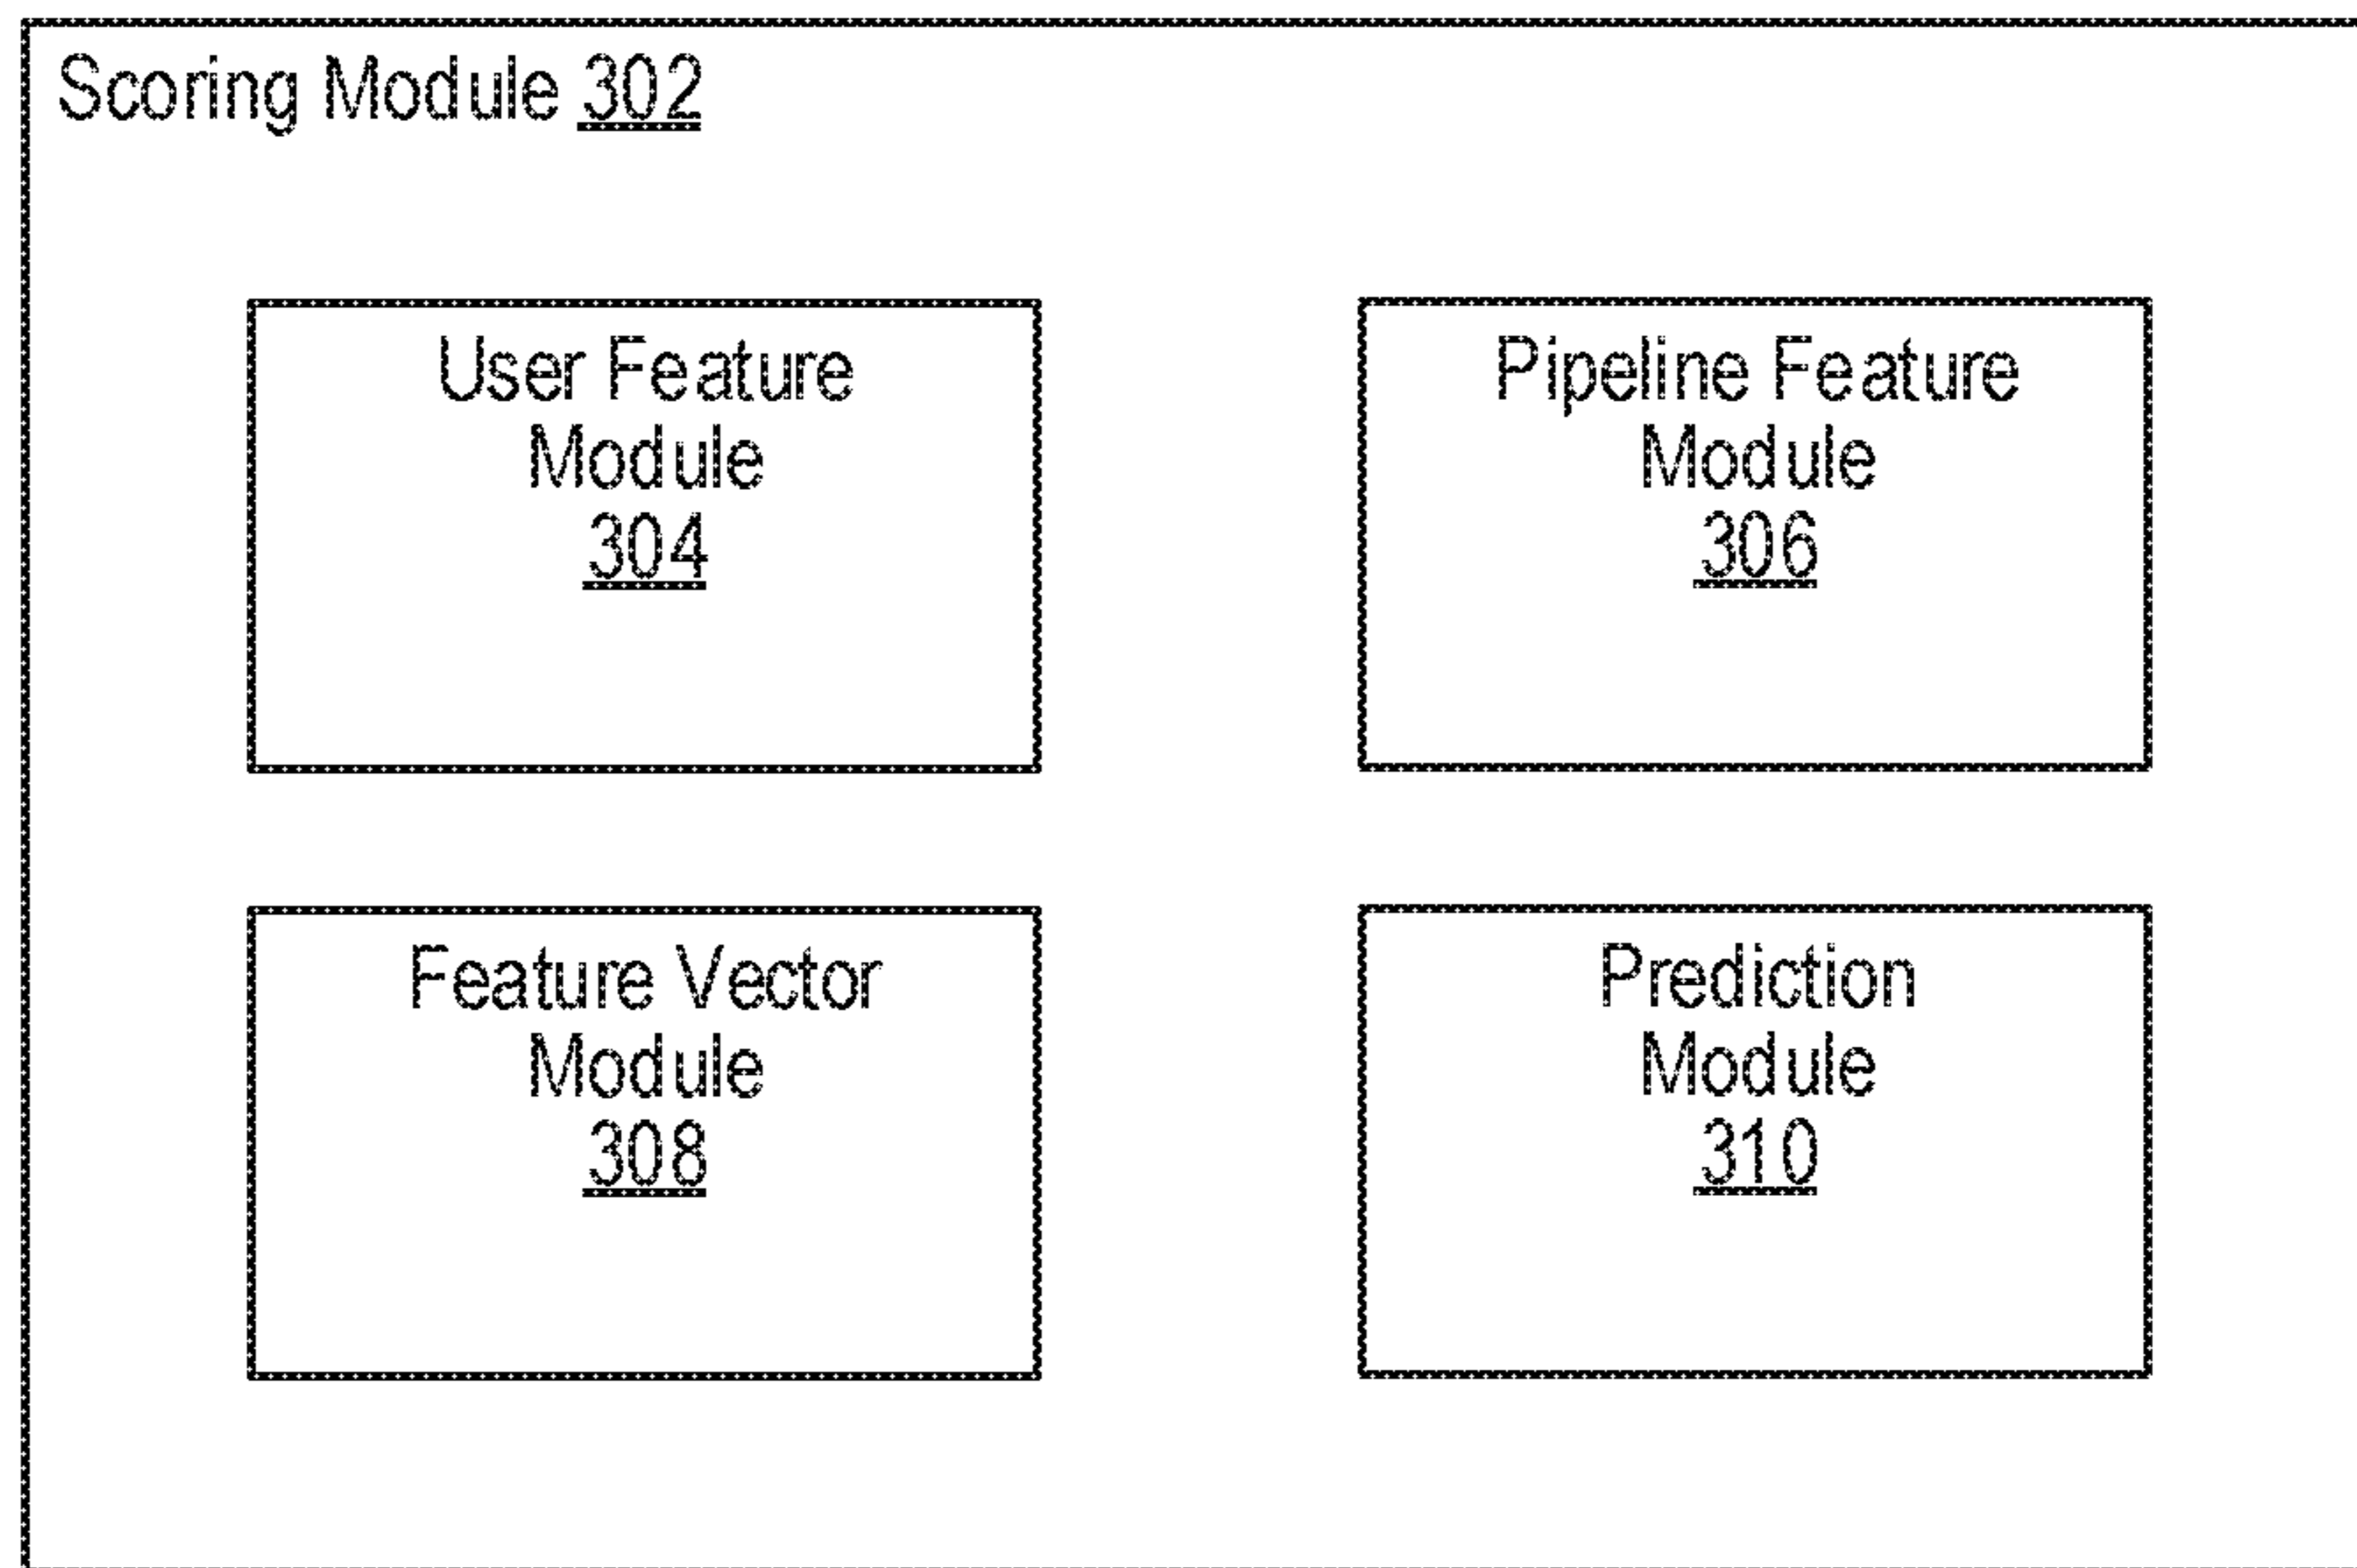 Scoring Module 302
User Feature
Module
304
Pipeline Feature
Module
306
Feature Vector
Module
308
Prediction
Module
310